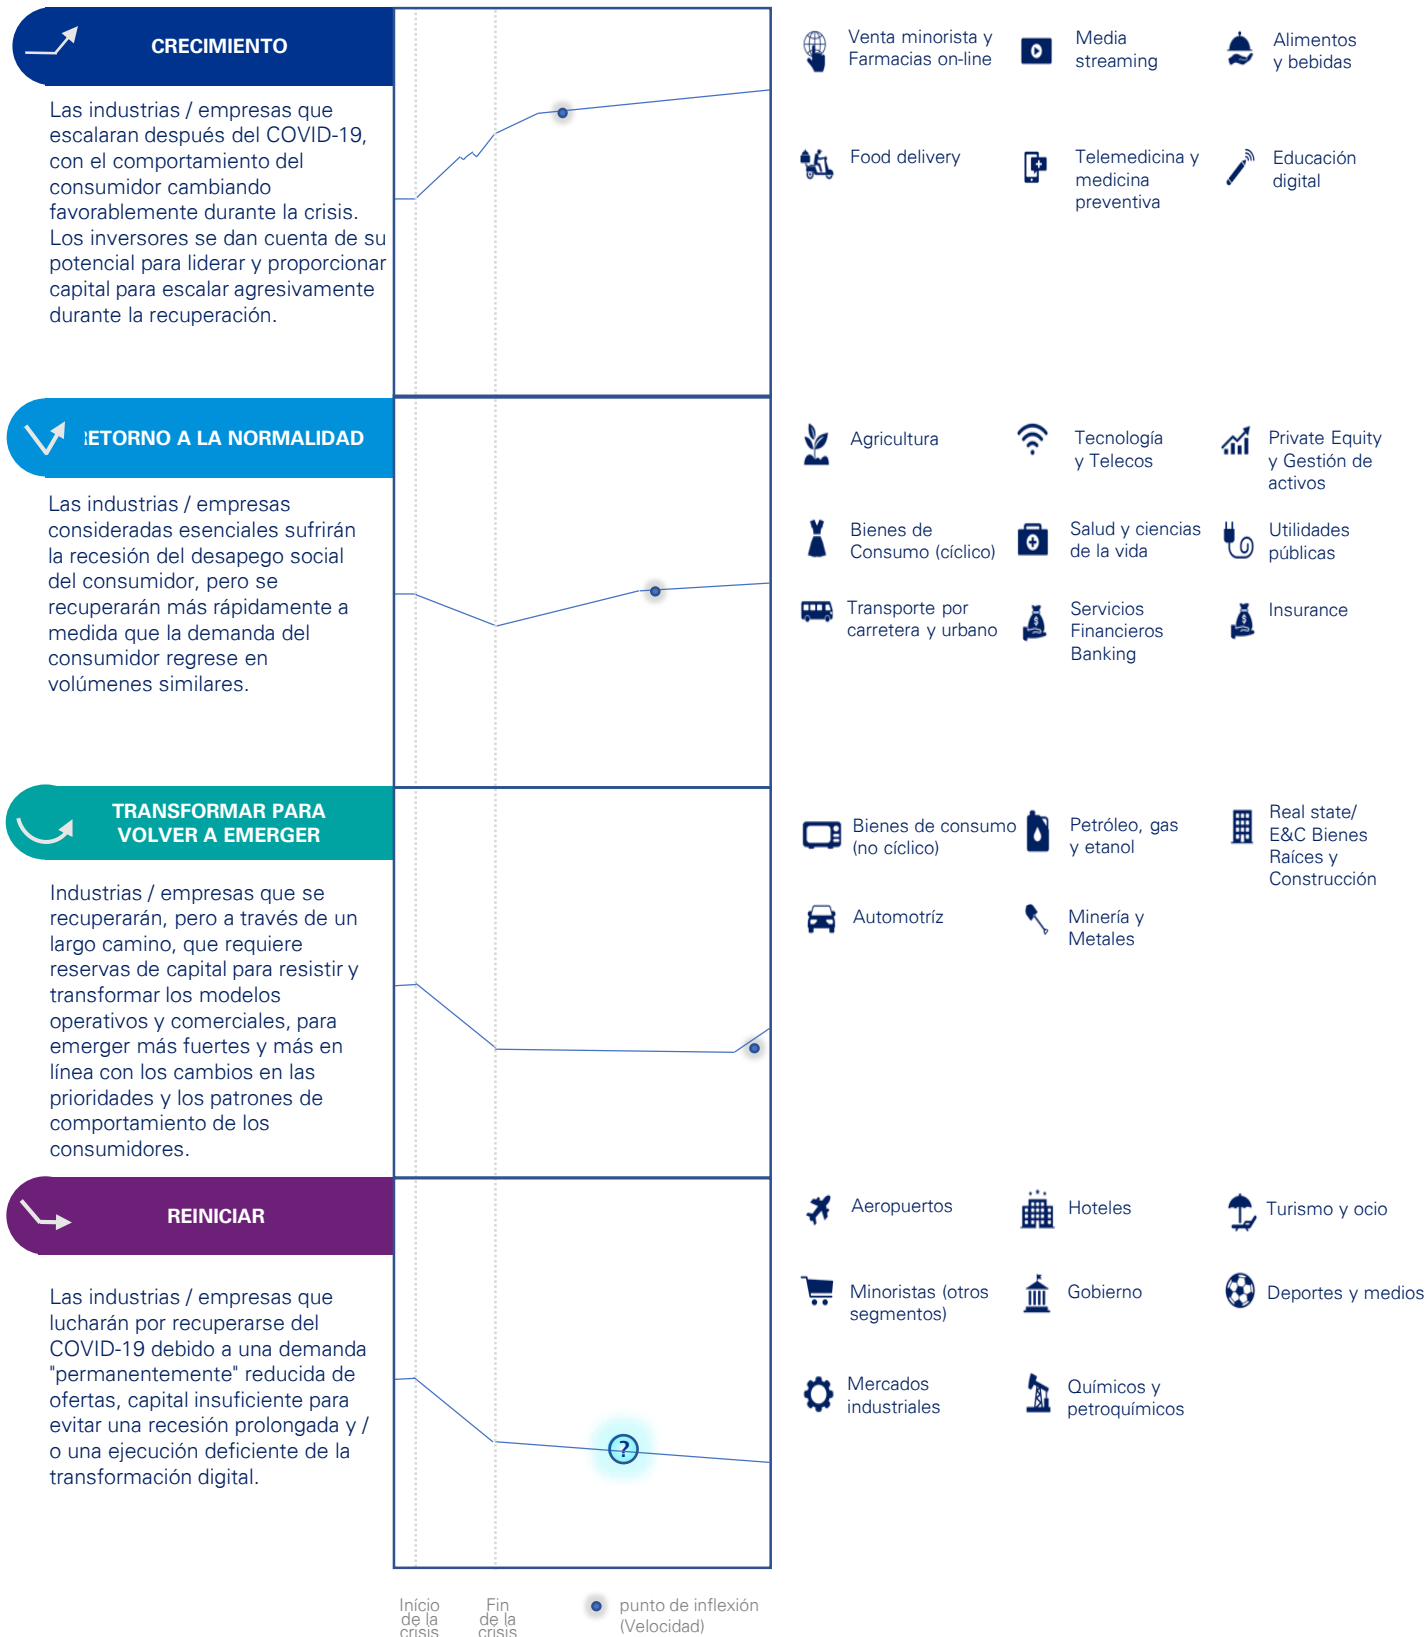 CRECIMIENTO
Las industrias / empresas que
escalaran después del COVID-19,
con el comportamiento del
consumidor cambiando
favorablemente durante la crisis.
Los inversores se dan cuenta de su
potencial para liderar y proporcionar
capital para escalar agresivamente
durante la recuperación.
Venta minorista y
Farmacias on-line
Media
streaming
Alimentos
y bebidas
Food delivery
Telemedicina y
medicina
preventiva
Educación
digital
RETORNO A LA NORMALIDAD
Las industrias / empresas
consideradas esenciales sufrirán
la recesión del desapego social
del consumidor, pero se
recuperarán más rápidamente a
medida que la demanda del
consumidor regrese en
volúmenes similares.
Agricultura
Tecnología
y Telecos
Private Equity
y Gestión de
activos
Bienes de
Consumo (cíclico)
Salud y ciencias
de la vida
Utilidades
públicas
Transporte por
carretera y urbano
Servicios
Financieros
Banking
Insurance
TRANSFORMAR PARA
VOLVER A EMERGER
Industrias / empresas que se
recuperarán, pero a través de un
largo camino, que requiere
reservas de capital para resistir y
transformar los modelos
operativos y comerciales, para
emerger más fuertes y más en
línea con los cambios en las
prioridades y los patrones de
comportamiento de los
consumidores.
Bienes de consumo
(no cíclico)
Petróleo, gas
y etanol
Real state/
E&C Bienes
Raíces y
Construcción
Automotríz
Minería y
Metales
REINICIAR
Las industrias / empresas que
lucharán por recuperarse del
COVID-19 debido a una demanda
"permanentemente" reducida de
ofertas, capital insuficiente para
evitar una recesión prolongada y /
o una ejecución deficiente de la
transformación digital.
?
Aeropuertos
Hoteles
Turismo y ocio
Minoristas (otros
segmentos)
Gobierno
Deportes y medios
Mercados
industriales
Químicos y
petroquímicos
Início
de la
crisis
Fin
de la
crisis
punto de inflexión
(Velocidad)